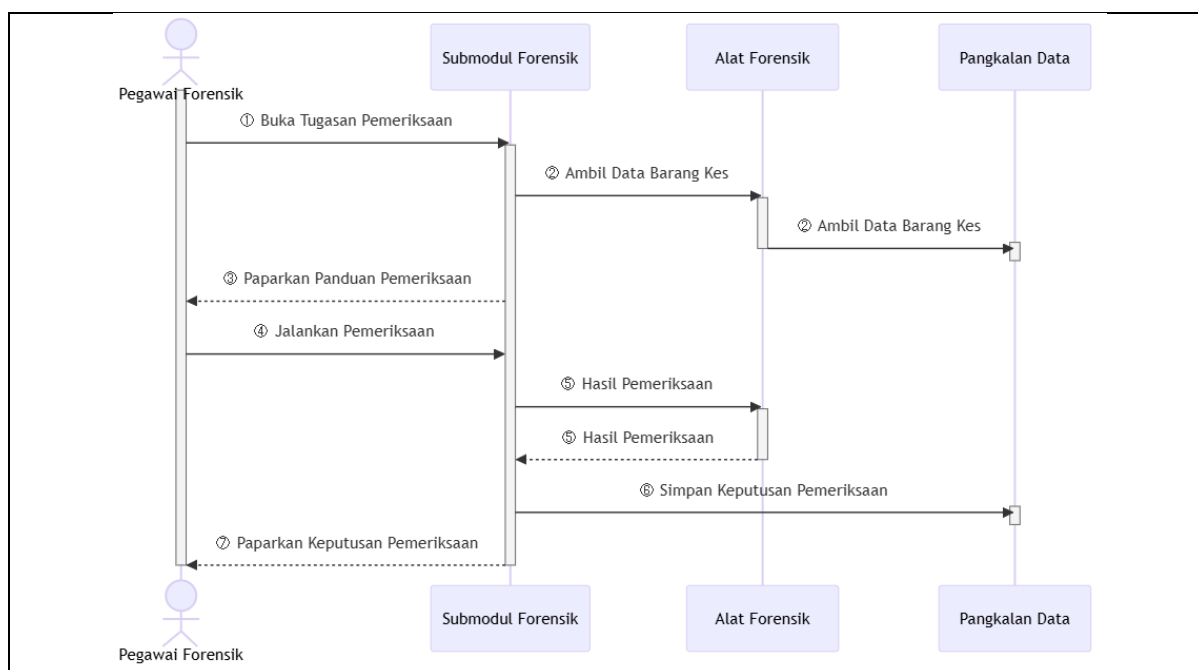 Submodul Forensik
Alat Forensik
Pangkalan Data
Pegawai Forensik
① Buka Tugasan Pemeriksaan
② Ambil Data Barang Kes
② Ambil Data Barang Kes
③ Paparkan Panduan Pemeriksaan
④ Jalankan Pemeriksaan
⑤ Hasil Pemeriksaan
⑤ Hasil Pemeriksaan
⑥ Simpan Keputusan Pemeriksaan
⑦ Paparkan Keputusan Pemeriksaan
Submodul Forensik
Alat Forensik
Pangkalan Data
Pegawai Forensik